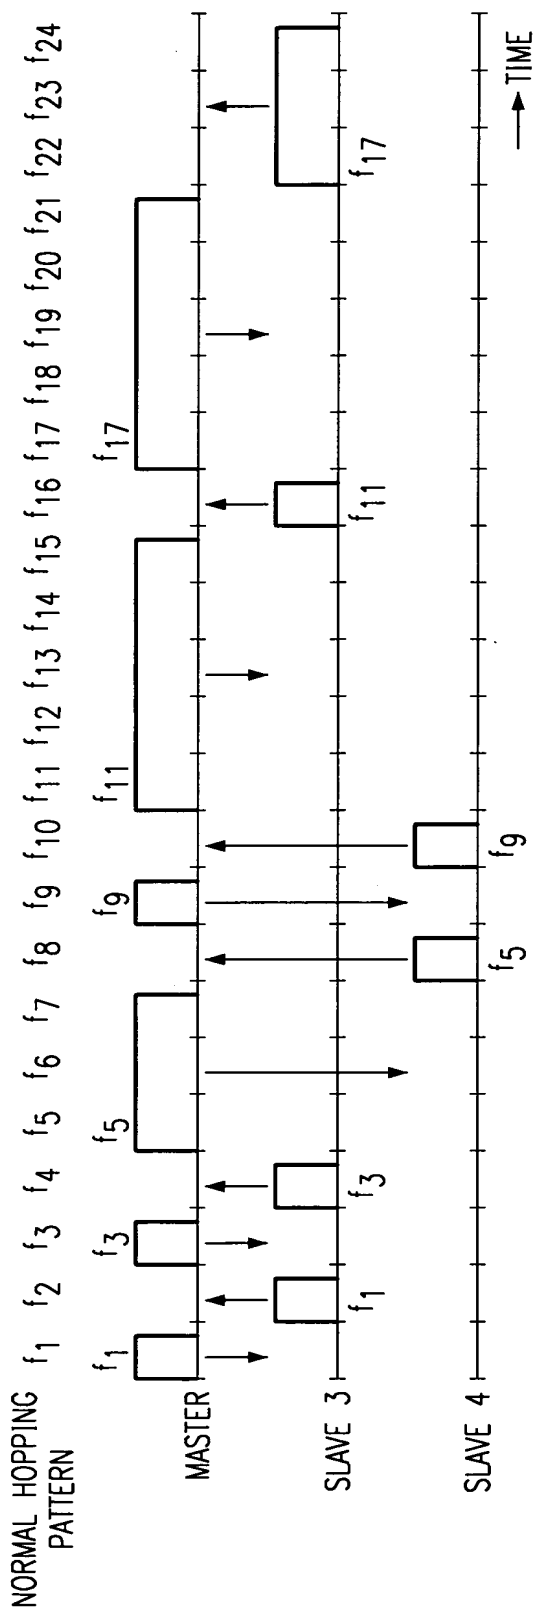 NORMAL HOPPING
PATTERN
f1 f2 f3 f4 f5 f6 f7 f8 f9 f10 f11 f12 f13 f14 f15 f16 f17 f18 f19 f20 f21 f22 f23 f24
f1 f3 f5 f9 f11 f17
MASTER
SLAVE 3
f1 f3 f11 f17
SLAVE 4
f5 f9
TIME